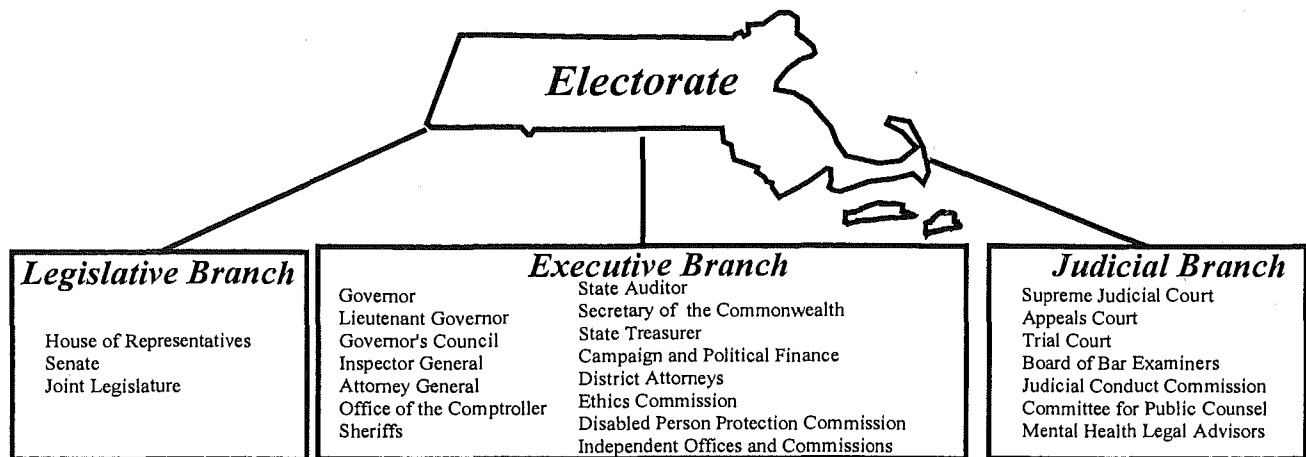 Electorate
Legislative Branch
House of Representatives
Senate
Joint Legislature
Executive Branch
Governor
Lieutenant Governor
Governor's Council
Inspector General
Attorney General
Office of the Comptroller
Sheriffs
State Auditor
Secretary of the Commonwealth
State Treasurer
Campaign and Political Finance
District Attorneys
Ethics Commission
Disabled Person Protection Commission
Independent Offices and Commissions
Judicial Branch
Supreme Judicial Court
Appeals Court
Trial Court
Board of Bar Examiners
Judicial Conduct Commission
Committee for Public Counsel
Mental Health Legal Advisors